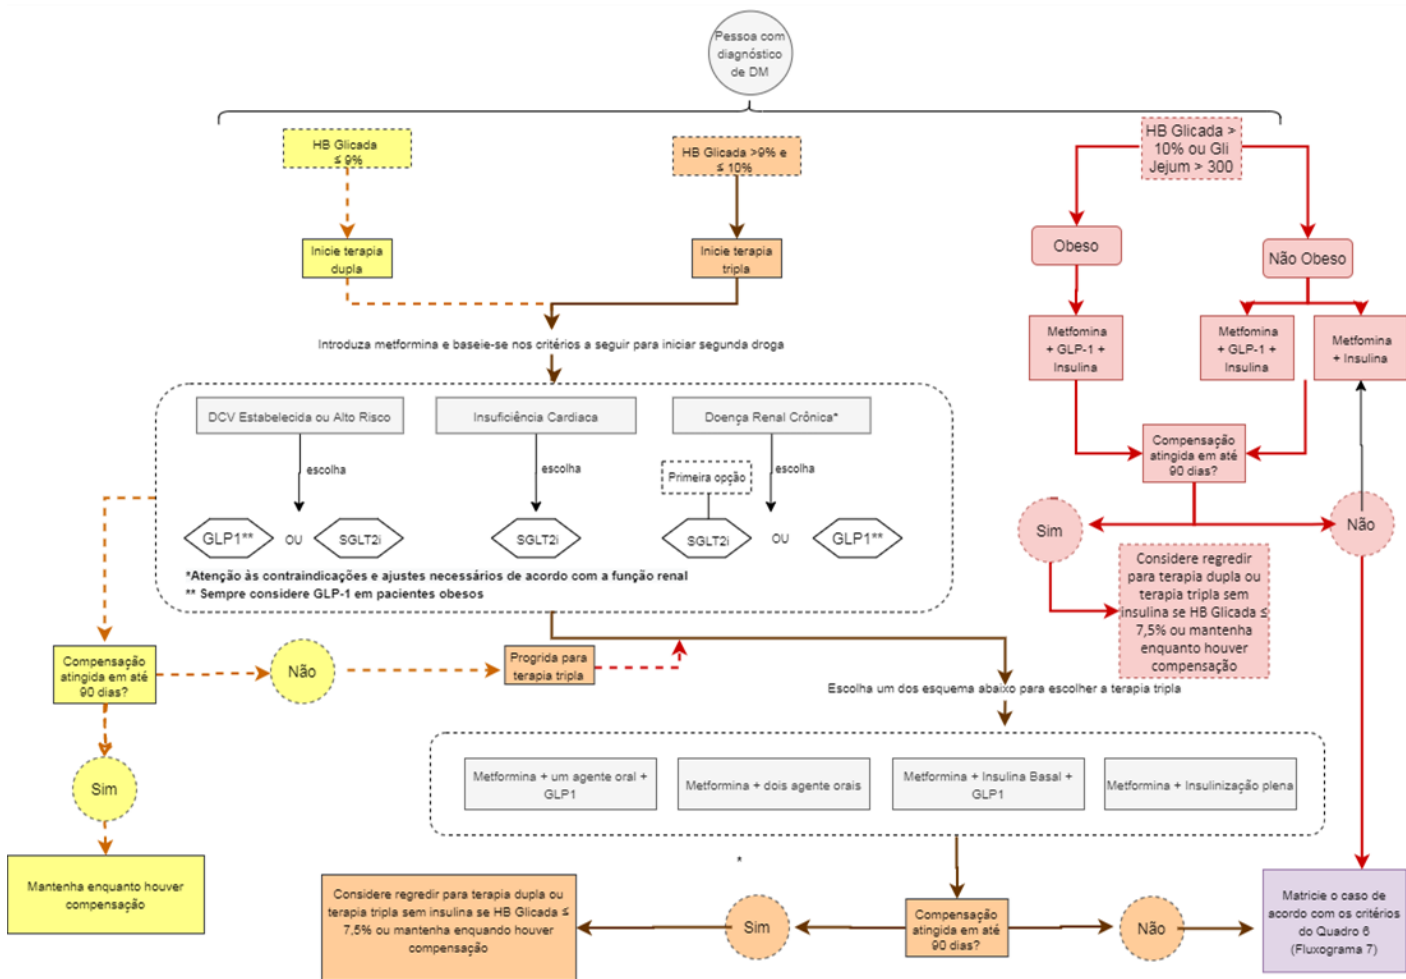 Pessoa com
diagnóstico
de DM
HB Glicada
≤ 9%
HB Glicada >9% e
≤ 10%
HB Glicada >
10% ou Gli
Jejum > 300
Inicie terapia
dupla
Inicie terapia
tripla
Obeso
Não Obeso
Introduza metformina e baseie-se nos critérios a seguir para iniciar segunda droga
Metfomina
+ GLP-1 +
Insulina
Metfomina
+ GLP-1 +
Insulina
Metfomina
+ Insulina
DCV Estabelecida ou Alto Risco
Insuficiência Cardiaca
Doença Renal Crônica*
escolha
escolha
Primeira opção
escolha
GLP1**
OU
SGLT2i
SGLT2i
SGLT2i
OU
GLP1**
*Atenção às contraindicações e ajustes necessários de acordo com a função renal
** Sempre considere GLP-1 em pacientes obesos
Compensação
atingida em até
90 dias?
Sim
Não
Considere regredir
para terapia dupla ou
terapia tripla sem
insulina se HB Glicada ≤
7,5% ou mantenha
enquanto houver
compensação
Compensação
atingida em até
90 dias?
Não
Progrida para
terapia tripla
Escolha um dos esquema abaixo para escolher a terapia tripla
Sim
Metformina + um agente oral +
GLP1
Metformina + dois agente orais
Metformina + Insulina Basal +
GLP1
Metformina + Insulinização plena
Mantenha enquanto houver
compensação
*
Considere regredir para terapia dupla ou
terapia tripla sem insulina se HB Glicada ≤
7,5% ou mantenha enquando houver
compensação
Sim
Compensação
atingida em até
90 dias?
Não
Matricie o caso de
acordo com os critérios
do Quadro 6
(Fluxograma 7)